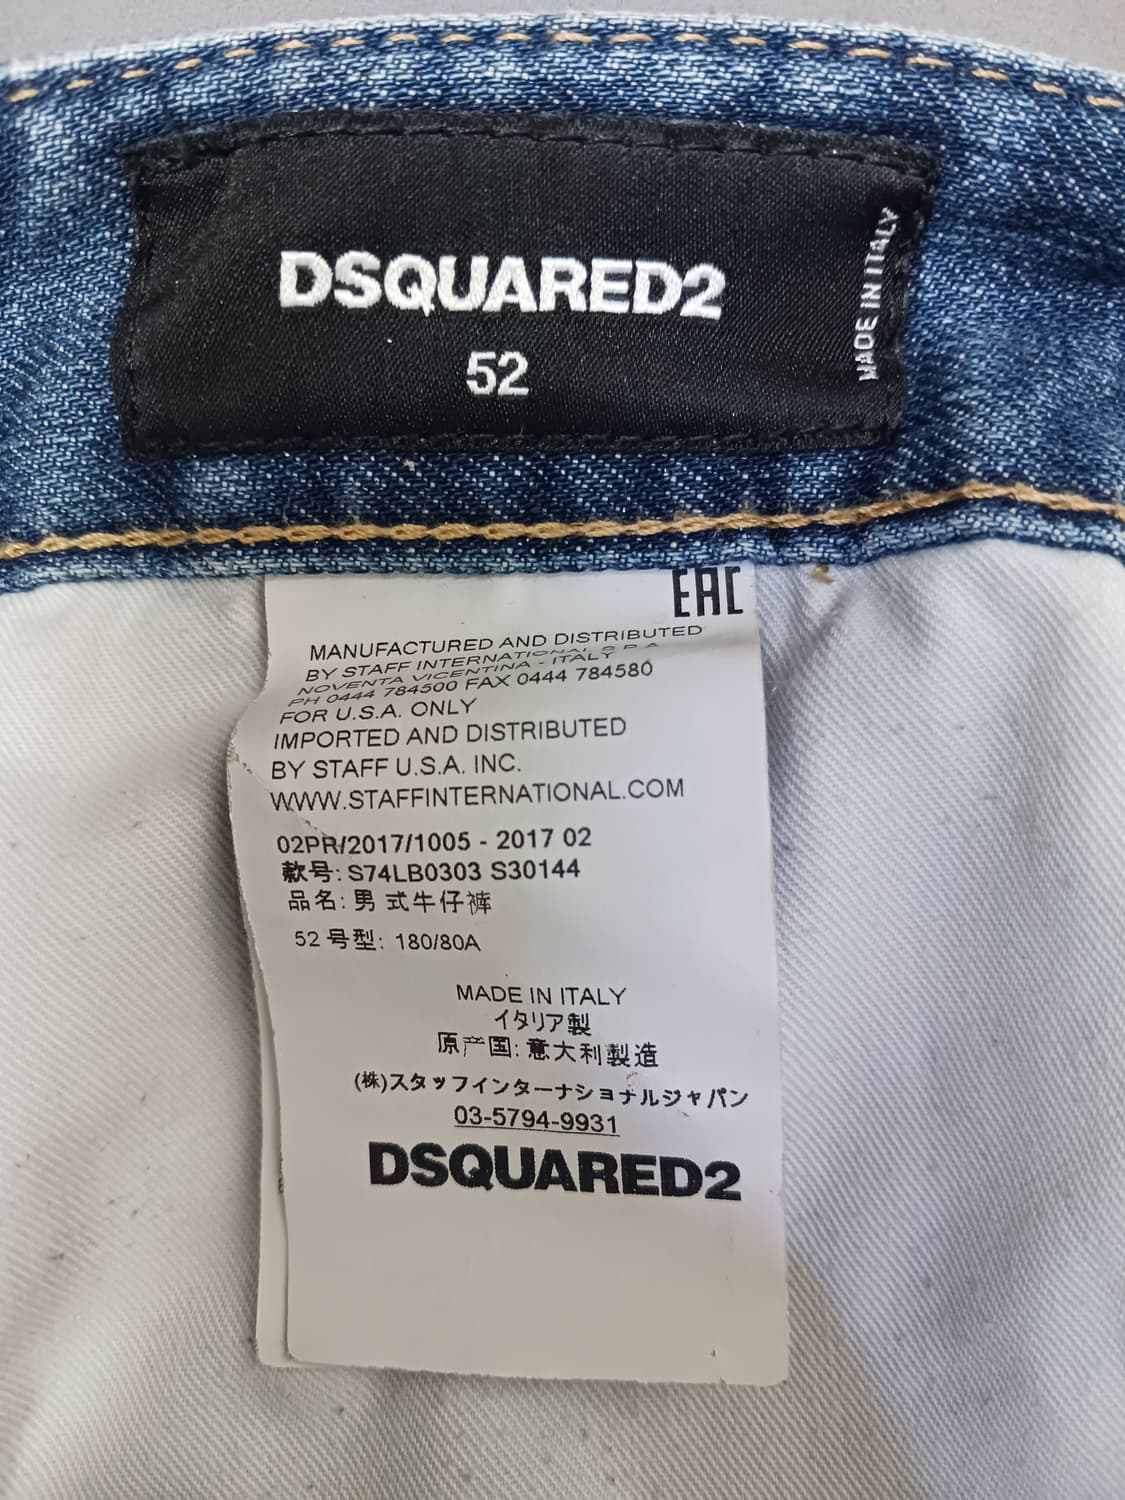 DSQUARED2
52
MADE IN ITALY
EAC
MANUFACTURED AND DISTRIBUTED
BY STAFF INTERNATIONAL S.P.A.
NOVENTA VICENTINA - ITALY
PH 0444 784500 FAX 0444 784580
FOR U.S.A. ONLY
IMPORTED AND DISTRIBUTED
BY STAFF U.S.A. INC.
WWW.STAFFINTERNATIONAL.COM
02PR/2017/1005 - 2017 02
款号: S74LB0303 S30144
品名: 男 式牛仔裤
52 号型: 180/80A
MADE IN ITALY
イタリア製
原产国: 意大利製造
(株)スタッフインターナショナルジャパン
03-5794-9931
DSQUARED2